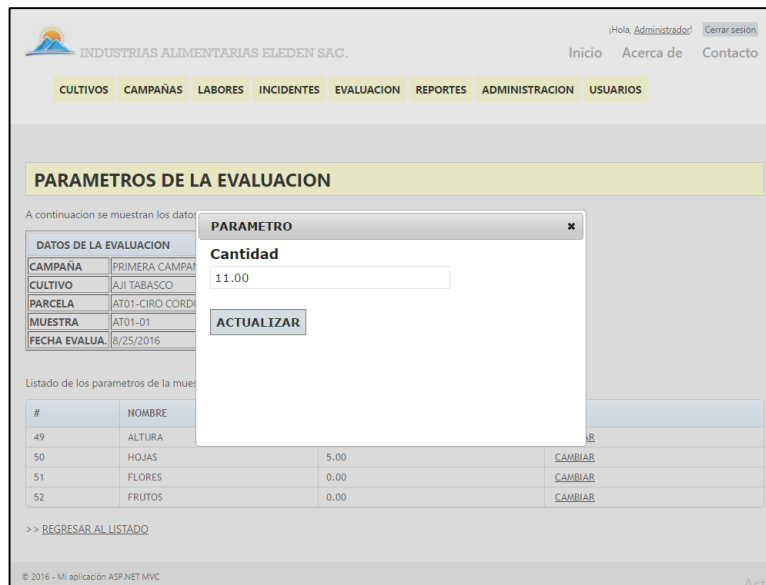 ¡Hola, Administrador! Cerrar sesión
INDUSTRIAS ALIMENTARIAS ELEDEN SAC.
Inicio Acerca de Contacto
CULTIVOS CAMPAÑAS LABORES INCIDENTES EVALUACION REPORTES ADMINISTRACION USUARIOS
PARAMETROS DE LA EVALUACION
A continuacion se muestran los datos
PARAMETRO
Cantidad
11.00
ACTUALIZAR
DATOS DE LA EVALUACION
CAMPAÑA PRIMERA
CULTIVO AJI TABASCO
PARCELA AT01-CIRO
MUESTRA AT01-01
FECHA EVALUA. 8/25/2016
Listado de los parametros de la
# NOMBRE
49 ALTURA
50 HOJAS 5.00 CAMBIAR
51 FLORES 0.00 CAMBIAR
52 FRUTOS 0.00 CAMBIAR
>> REGRESAR AL LISTADO
© 2016 - Mi aplicación ASP.NET MVC